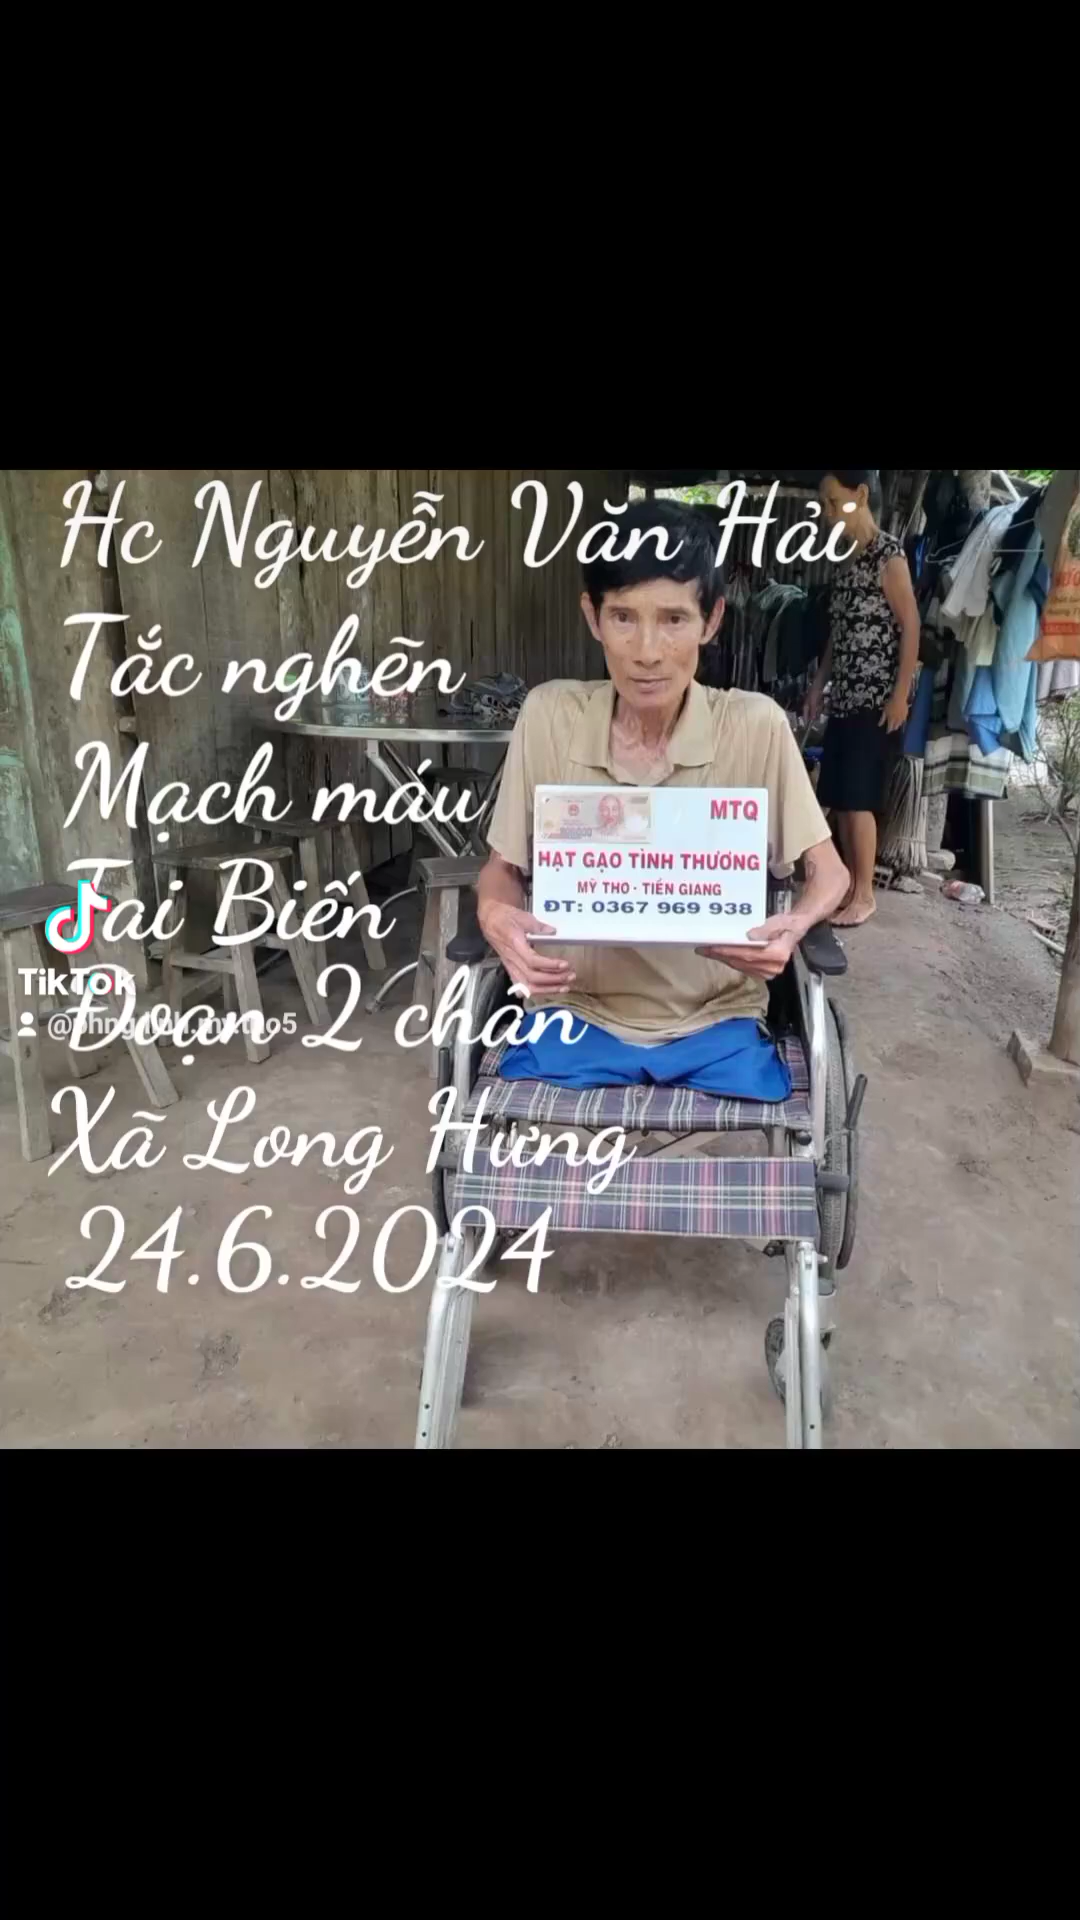 Hc Nguyễn Văn Hải
Tắc nghẽn
Mạch máu
Tai Biến
Đoạn 2 chân
Xã Long Hưng
24.6.2024
MTQ
HẠT GẠO TÌNH THƯƠNG
MỸ THO - TIỀN GIANG
ĐT: 0367 969 938
TikTok